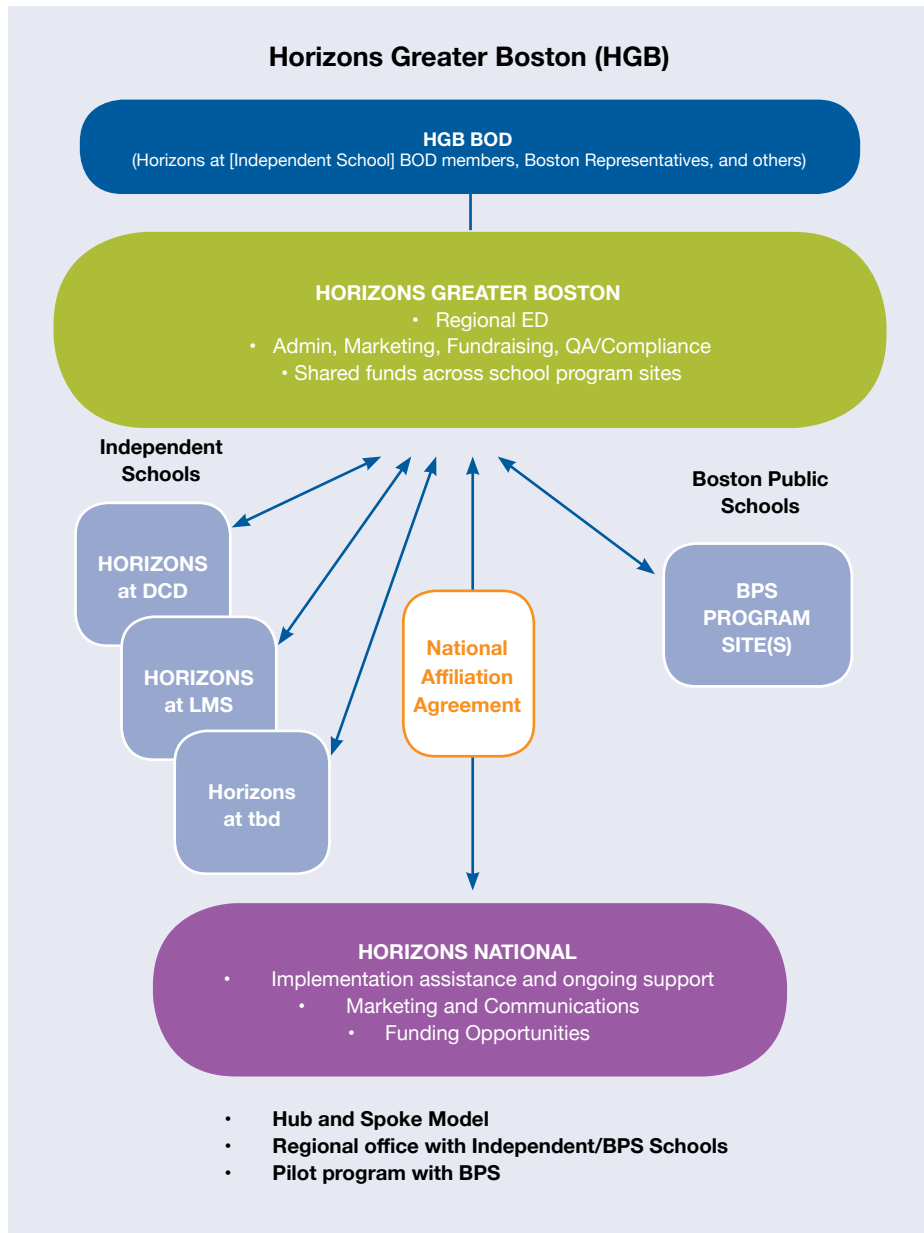 Horizons Greater Boston (HGB)
HGB BOD
(Horizons at [Independent School] BOD members, Boston Representatives, and others)
HORIZONS GREATER BOSTON
• Regional ED
• Admin, Marketing, Fundraising, QA/Compliance
• Shared funds across school program sites
Independent
Schools
HORIZONS
at DCD
HORIZONS
at LMS
Horizons
at tbd
National
Affiliation
Agreement
Boston Public
Schools
BPS
PROGRAM
SITE(S)
HORIZONS NATIONAL
• Implementation assistance and ongoing support
• Marketing and Communications
• Funding Opportunities
• Hub and Spoke Model
• Regional office with Independent/BPS Schools
• Pilot program with BPS